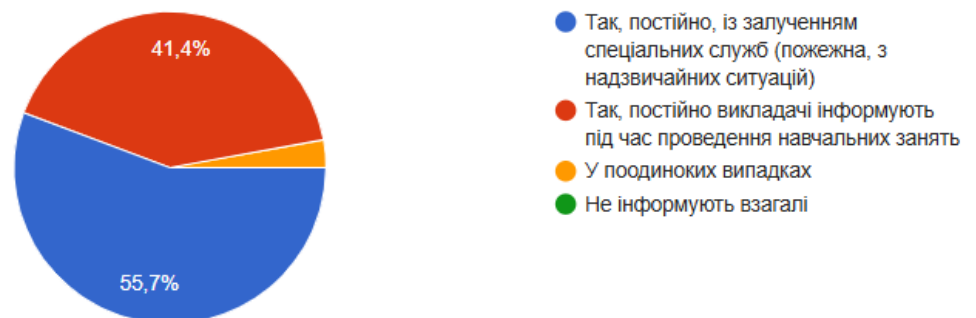 41,4%
55,7%
Так, постійно, із залученням
спеціальних служб (пожежна, з
надзвичайних ситуацій)
Так, постійно викладачі інформують
під час проведення навчальних занять
У поодиноких випадках
Не інформують взагалі